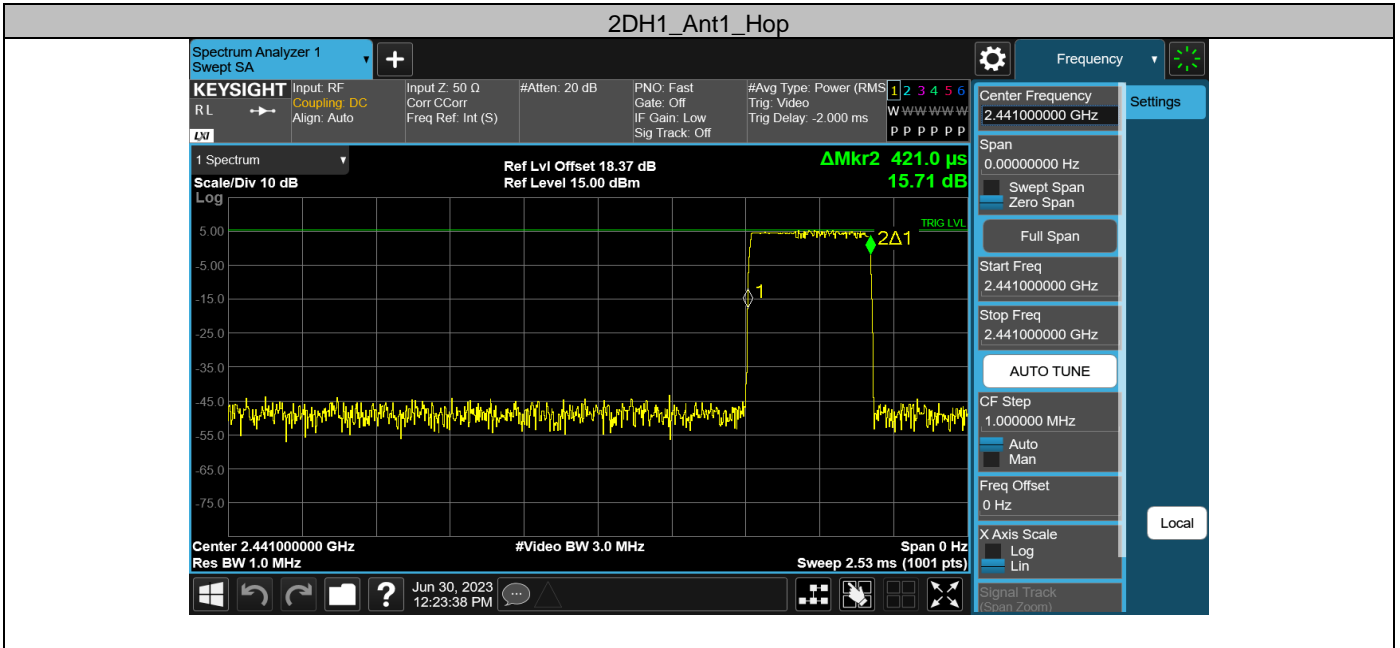 2DH1_Ant1_Hop
Spectrum Analyzer 1
Swept SA
+
Frequency
KEYSIGHT
RL
LXI
Input: RF
Coupling: DC
Align: Auto
Input Z: 50 Ω
Corr CCorr
Freq Ref: Int (S)
#Atten: 20 dB
PNO: Fast
Gate: Off
IF Gain: Low
Sig Track: Off
#Avg Type: Power (RMS
Trig: Video
Trig Delay: -2.000 ms
1 2 3 4 5 6
W W W W W W
P P P P P P
1 Spectrum
Scale/Div 10 dB
Ref Lvl Offset 18.37 dB
Ref Level 15.00 dBm
ΔMkr2 421.0 µs
15.71 dB
Log
5.00
-5.00
-15.0
-25.0
-35.0
-45.0
-55.0
-65.0
-75.0
TRIG LVL
2Δ1
1
Center 2.441000000 GHz
Res BW 1.0 MHz
#Video BW 3.0 MHz
Span 0 Hz
Sweep 2.53 ms (1001 pts)
Center Frequency
2.441000000 GHz
Settings
Span
0.00000000 Hz
Swept Span
Zero Span
Full Span
Start Freq
2.441000000 GHz
Stop Freq
2.441000000 GHz
AUTO TUNE
CF Step
1.000000 MHz
Auto
Man
Freq Offset
0 Hz
X Axis Scale
Log
Lin
Signal Track
(Span Zoom)
Local
?
Jun 30, 2023
12:23:38 PM